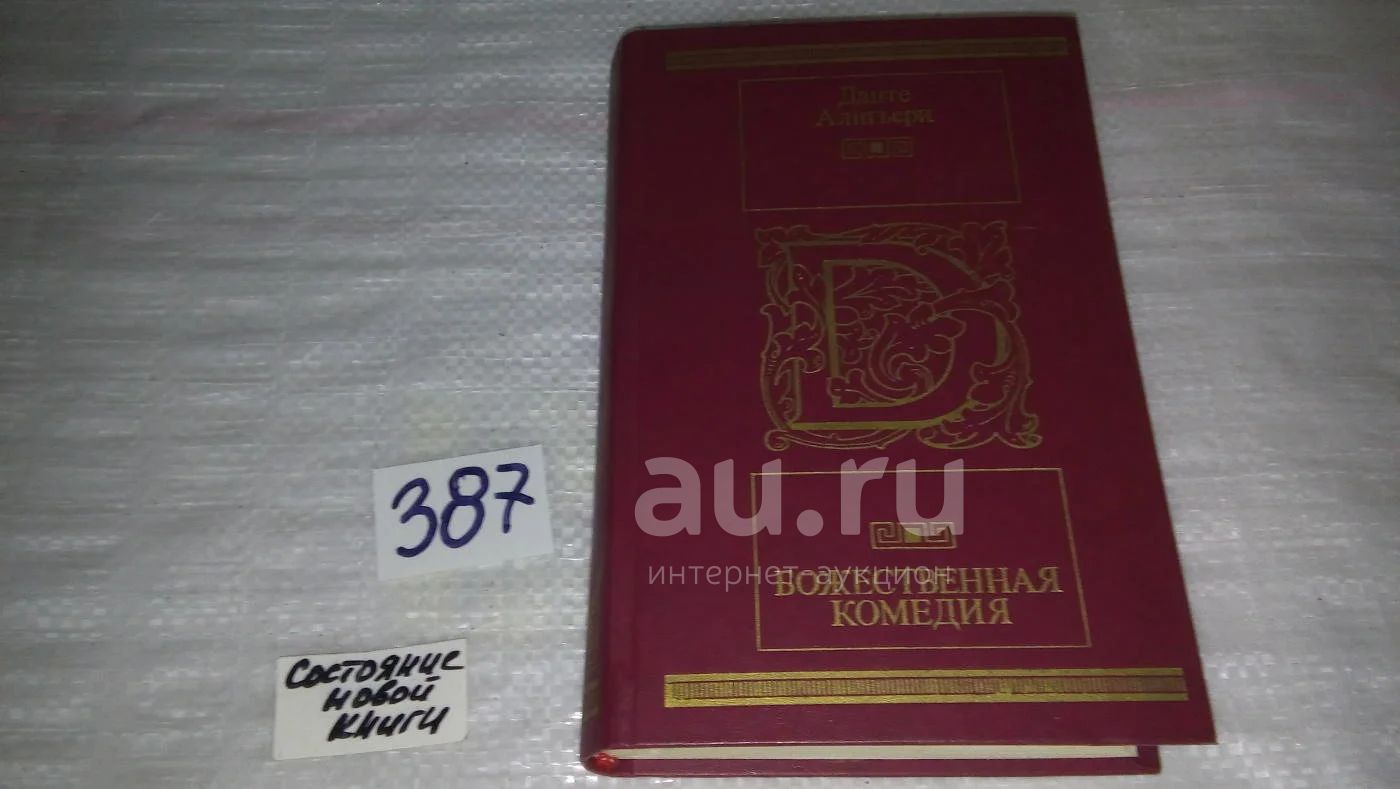 Данте
Алигьери
D
БОЖЕСТВЕННАЯ
КОМЕДИЯ
387
Состояние
новой
книги
au.ru
интернет-аукцион